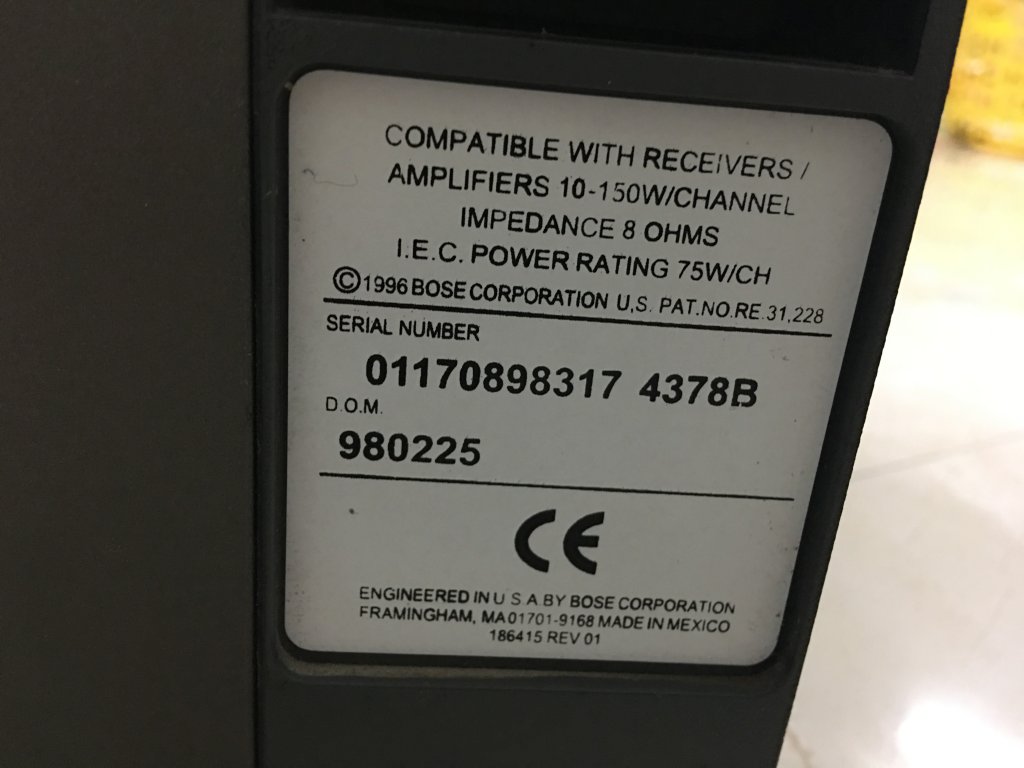 COMPATIBLE WITH RECEIVERS /
AMPLIFIERS 10-150W/CHANNEL
IMPEDANCE 8 OHMS
I.E.C. POWER RATING 75W/CH
©1996 BOSE CORPORATION U.S. PAT.NO.RE.31,228
SERIAL NUMBER
01170898317 4378B
D.O.M.
980225
CE
ENGINEERED IN U S A BY BOSE CORPORATION
FRAMINGHAM, MA 01701-9168 MADE IN MEXICO
186415 REV 01